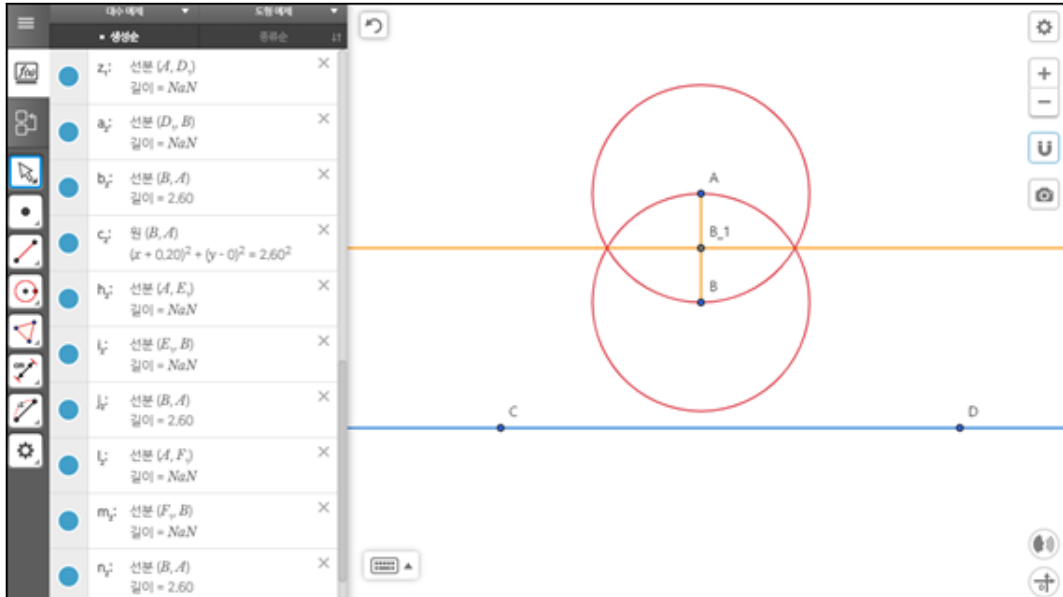 대수 예제 ▼ 도형 예제 ▼
▪ 생성순 종류순 ↓↑
z₁: 선분 (A, D₁)
길이 = NaN
a₂: 선분 (D₁, B)
길이 = NaN
b₂: 선분 (B, A)
길이 = 2.60
c₂: 원 (B, A)
(x + 0.20)² + (y - 0)² = 2.60²
h₂: 선분 (A, E₁)
길이 = NaN
i₂: 선분 (E₁, B)
길이 = NaN
j₂: 선분 (B, A)
길이 = 2.60
l₂: 선분 (A, F₁)
길이 = NaN
m₂: 선분 (F₁, B)
길이 = NaN
n₂: 선분 (B, A)
길이 = 2.60
f(x)
A
B_1
B
C
D